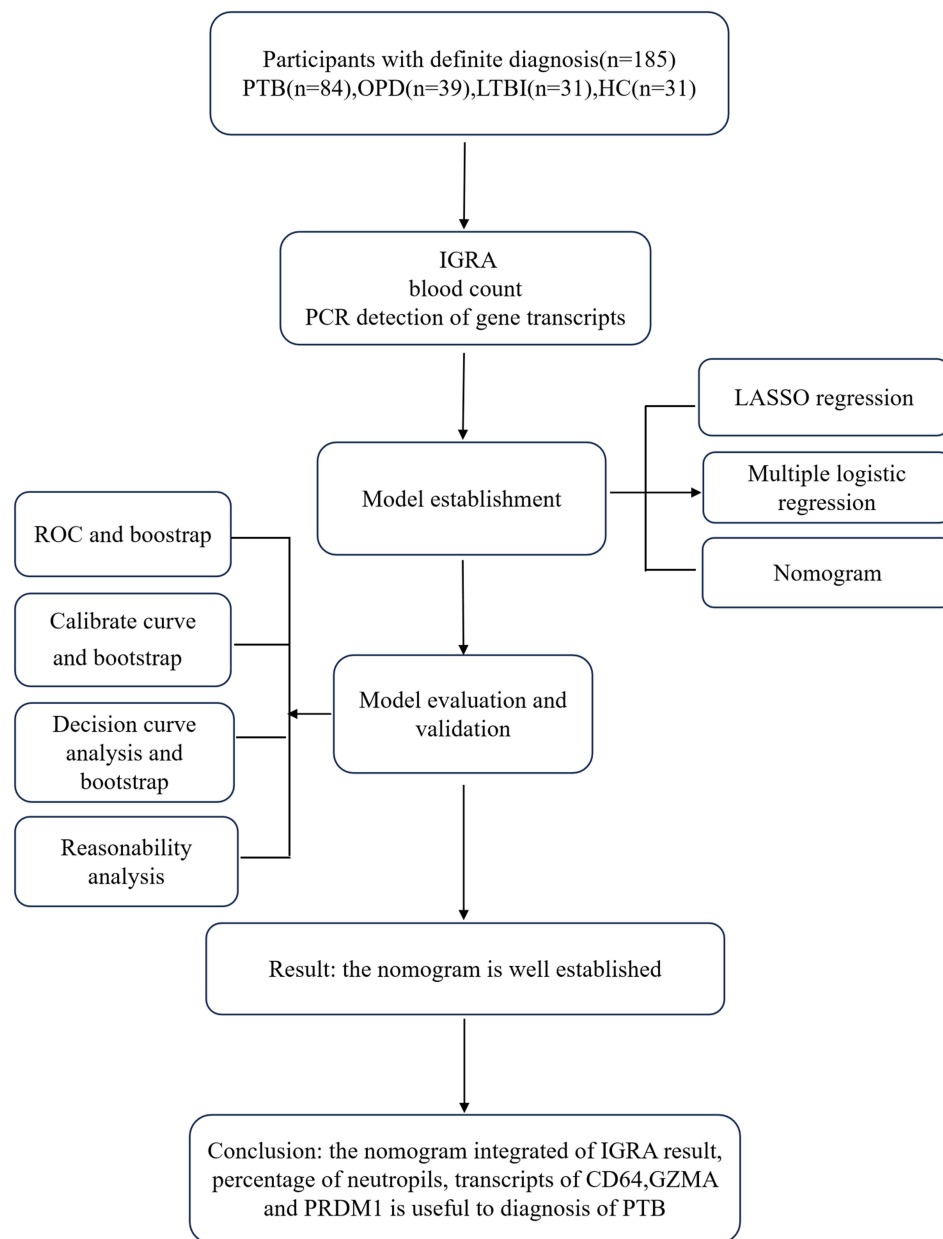 Participants with definite diagnosis(n=185)
PTB(n=84),OPD(n=39),LTBI(n=31),HC(n=31)
IGRA
blood count
PCR detection of gene transcripts
LASSO regression
Model establishment
Multiple logistic
regression
Nomogram
ROC and boostrap
Calibrate curve
and bootstrap
Decision curve
analysis and
bootstrap
Reasonability
analysis
Model evaluation and
validation
Result: the nomogram is well established
Conclusion: the nomogram integrated of IGRA result,
percentage of neutropils, transcripts of CD64,GZMA
and PRDM1 is useful to diagnosis of PTB